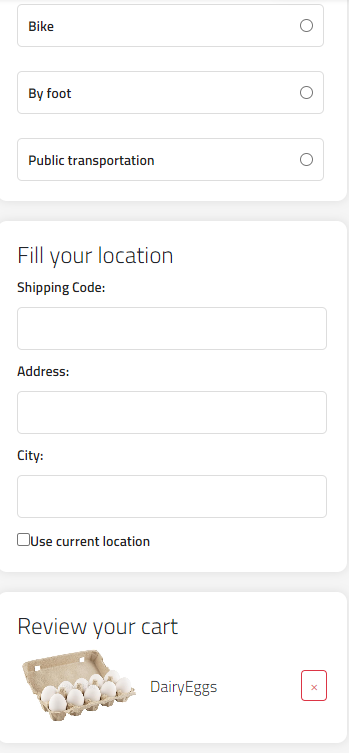 Bike
By foot
Public transportation
Fill your location
Shipping Code:
Address:
City:
Use current location
Review your cart
DairyEggs
×